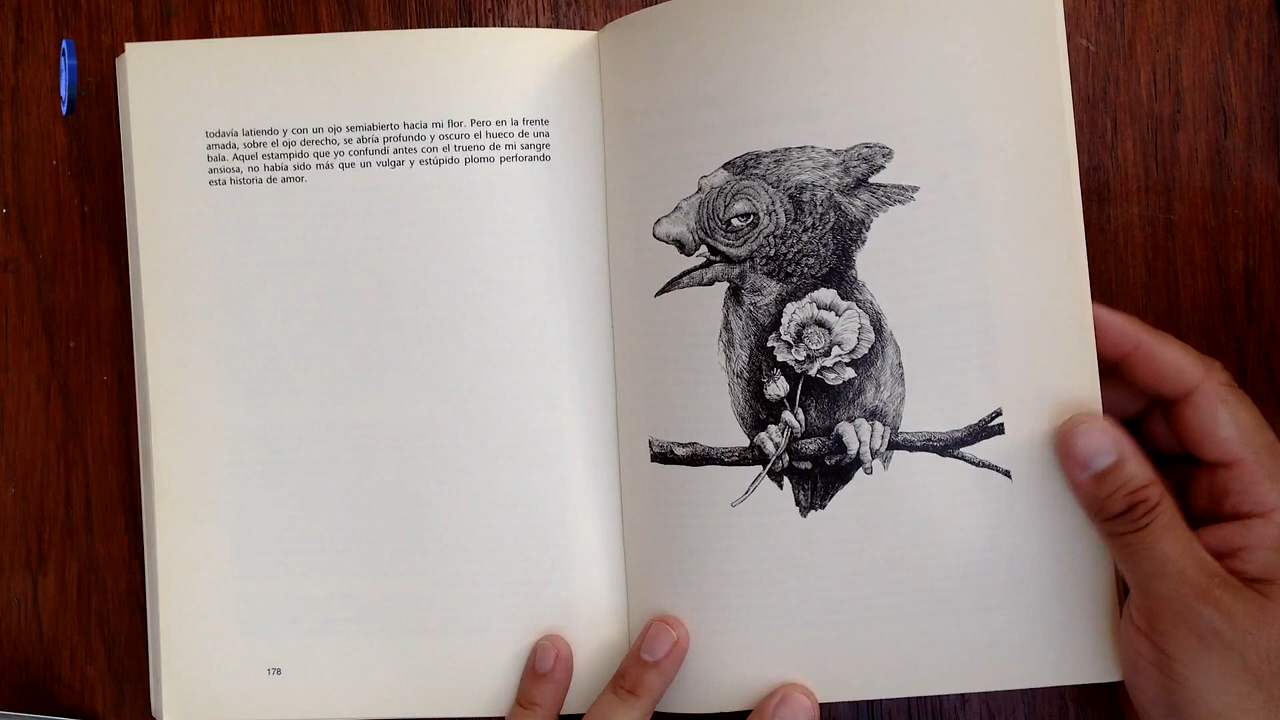 todavía latiendo y con un ojo semiabierto hacia mi flor. Pero en la frente
amada, sobre el ojo derecho, se abría profundo y oscuro el hueco de una
bala. Aquel estampido que yo confundí antes con el trueno de mi sangre
ansiosa, no había sido más que un vulgar y estúpido plomo perforando
esta historia de amor.
178